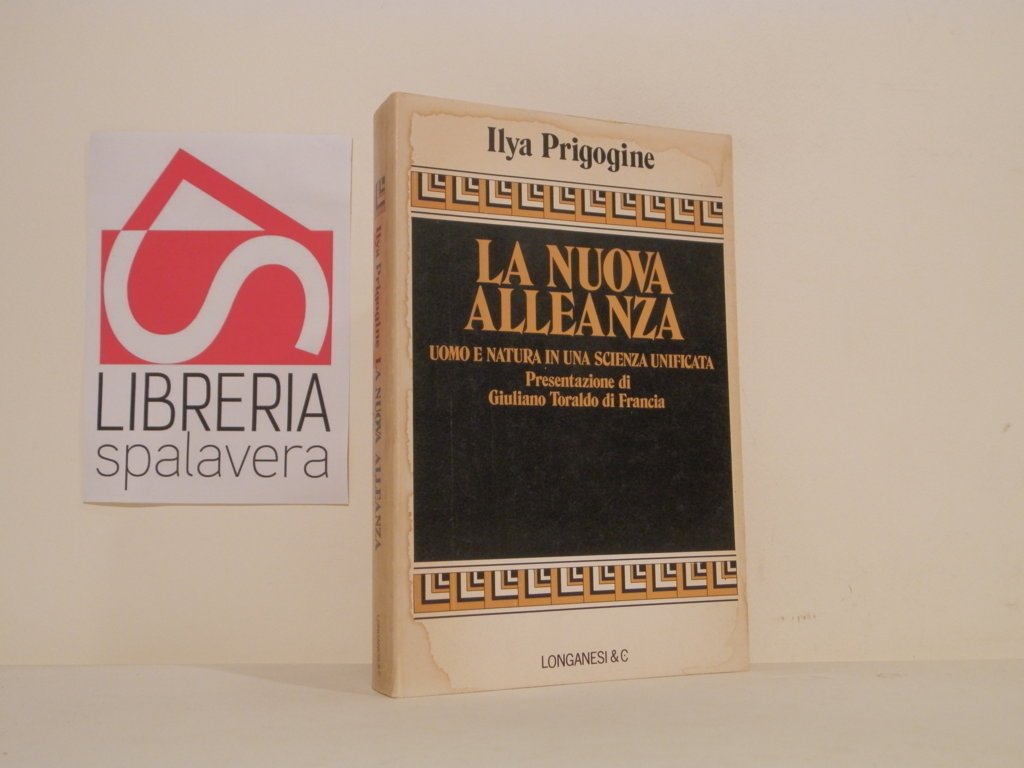 LIBRERIA
spalavera
Ilya Prigogine LA NUOVA ALLEANZA
Ilya Prigogine
LA NUOVA
ALLEANZA
UOMO E NATURA IN UNA SCIENZA UNIFICATA
Presentazione di
Giuliano Toraldo di Francia
LONGANESI & C